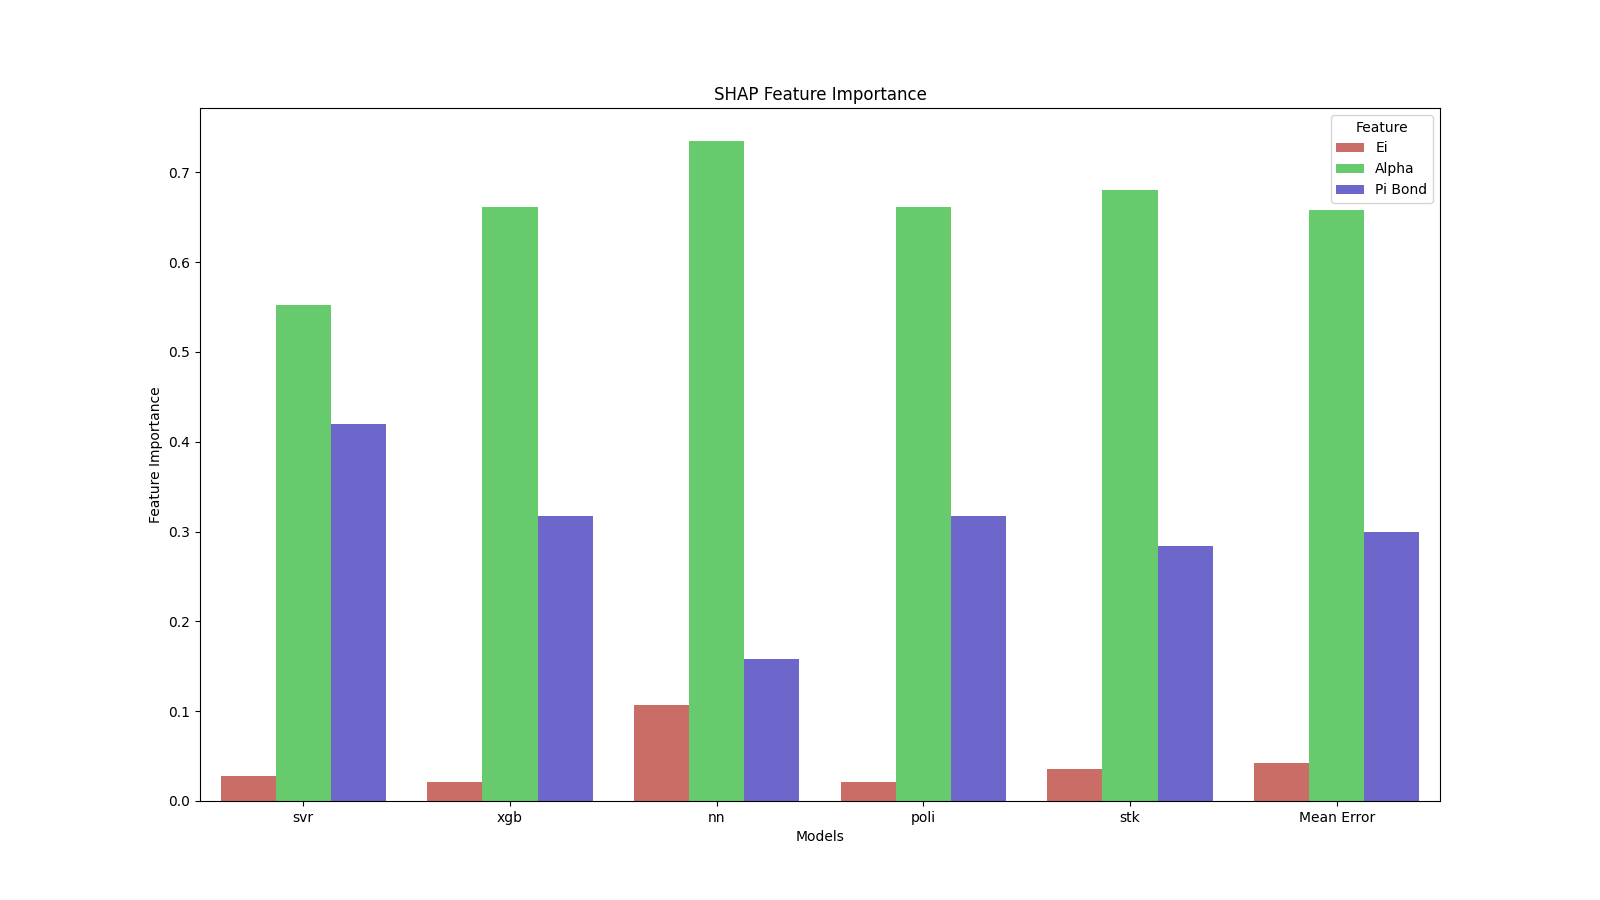 SHAP Feature Importance
Feature
Ei
Alpha
Pi Bond
Feature Importance
0.7
0.6
0.5
0.4
0.3
0.2
0.1
0.0
svr xgb nn poli stk Mean Error
Models